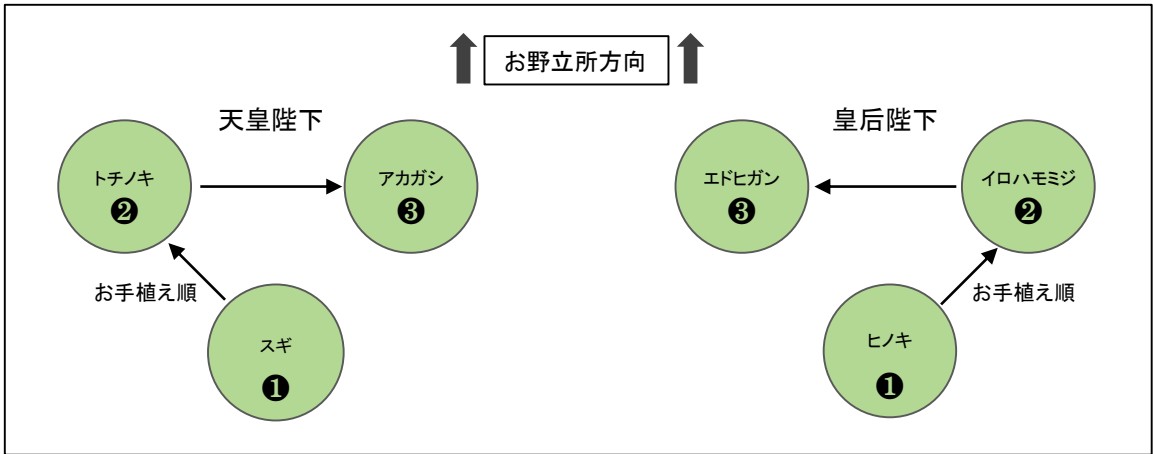 お野立所方向
天皇陛下
皇后陛下
トチノキ
❷
アカガシ
❸
エドヒガン
❸
イロハモミジ
❷
お手植え順
お手植え順
スギ
❶
ヒノキ
❶